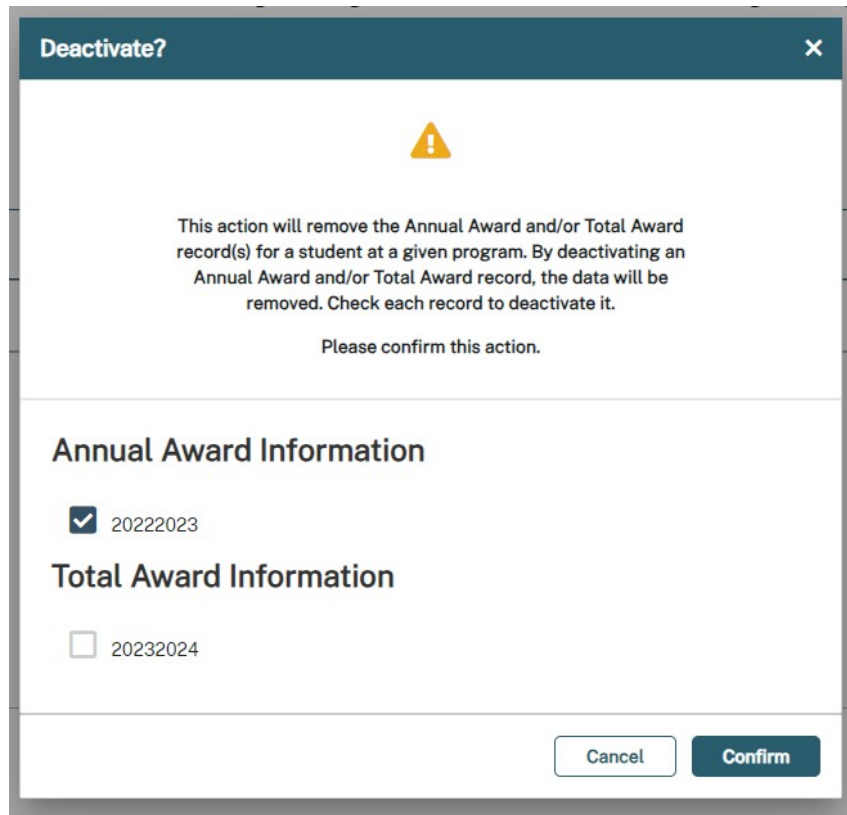 Deactivate?
This action will remove the Annual Award and/or Total Award
record(s) for a student at a given program. By deactivating an
Annual Award and/or Total Award record, the data will be
removed. Check each record to deactivate it.
Please confirm this action.
Annual Award Information
20222023
Total Award Information
20232024
Cancel Confirm